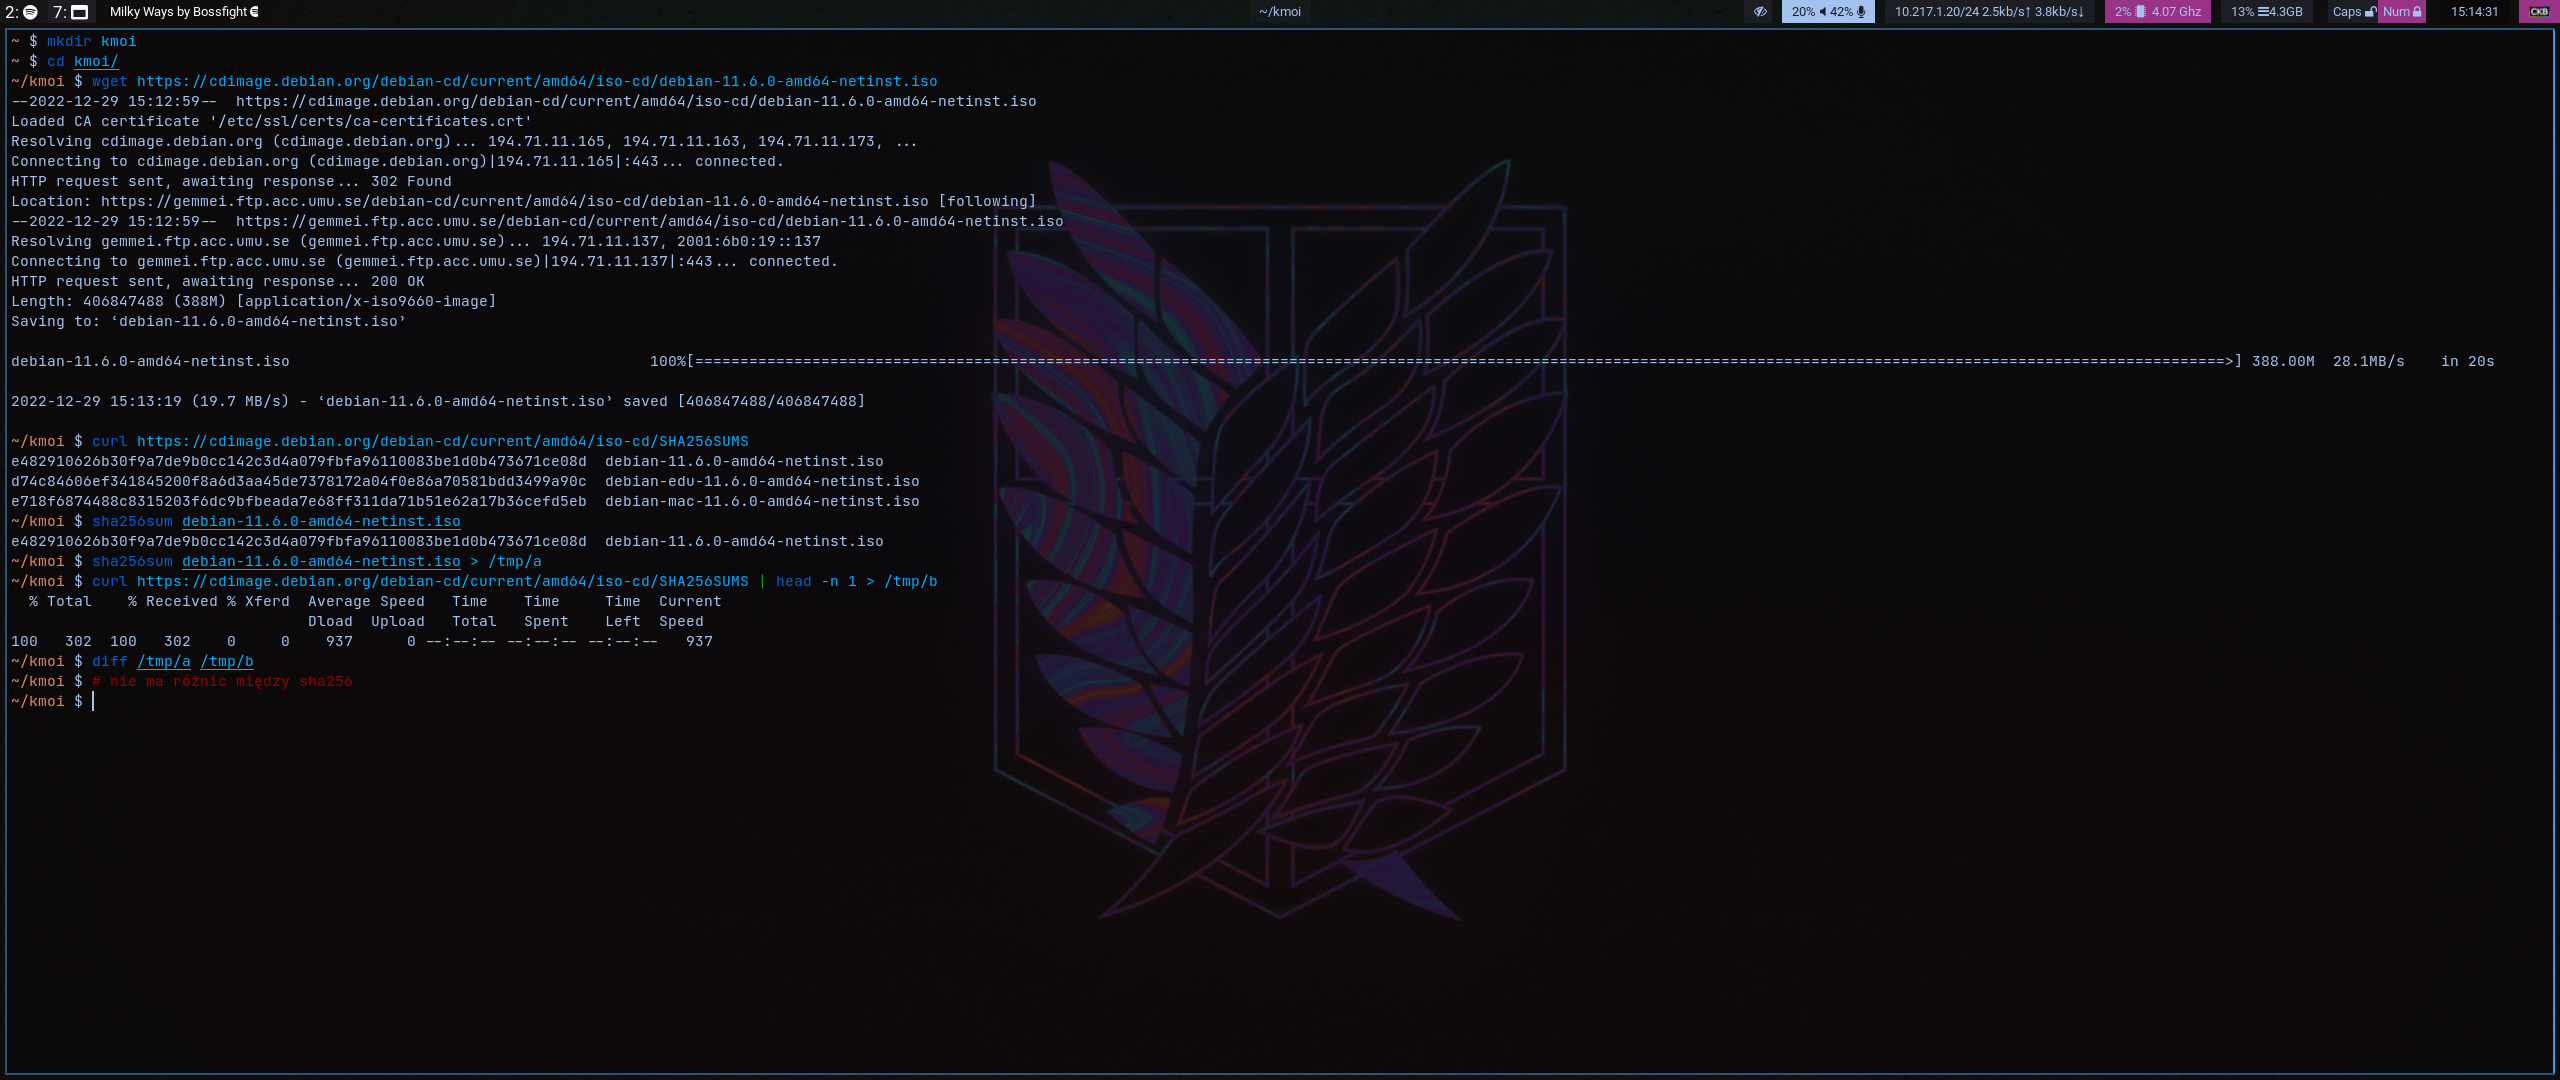 2: 7: Milky Ways by Bossfight ~/kmoi 20% 42% 10.217.1.20/24 2.5kb/s↑ 3.8kb/s↓ 2% 4.07 Ghz 13% 4.3GB Caps Num 15:14:31 CKB
~ $ mkdir kmoi
~ $ cd kmoi/
~/kmoi $ wget https://cdimage.debian.org/debian-cd/current/amd64/iso-cd/debian-11.6.0-amd64-netinst.iso
--2022-12-29 15:12:59--  https://cdimage.debian.org/debian-cd/current/amd64/iso-cd/debian-11.6.0-amd64-netinst.iso
Loaded CA certificate '/etc/ssl/certs/ca-certificates.crt'
Resolving cdimage.debian.org (cdimage.debian.org)... 194.71.11.165, 194.71.11.163, 194.71.11.173, ...
Connecting to cdimage.debian.org (cdimage.debian.org)|194.71.11.165|:443... connected.
HTTP request sent, awaiting response... 302 Found
Location: https://gemmei.ftp.acc.umu.se/debian-cd/current/amd64/iso-cd/debian-11.6.0-amd64-netinst.iso [following]
--2022-12-29 15:12:59--  https://gemmei.ftp.acc.umu.se/debian-cd/current/amd64/iso-cd/debian-11.6.0-amd64-netinst.iso
Resolving gemmei.ftp.acc.umu.se (gemmei.ftp.acc.umu.se)... 194.71.11.137, 2001:6b0:19::137
Connecting to gemmei.ftp.acc.umu.se (gemmei.ftp.acc.umu.se)|194.71.11.137|:443... connected.
HTTP request sent, awaiting response... 200 OK
Length: 406847488 (388M) [application/x-iso9660-image]
Saving to: ‘debian-11.6.0-amd64-netinst.iso’
debian-11.6.0-amd64-netinst.iso 100%[==========================================================================>] 388.00M 28.1MB/s in 20s
2022-12-29 15:13:19 (19.7 MB/s) - ‘debian-11.6.0-amd64-netinst.iso’ saved [406847488/406847488]
~/kmoi $ curl https://cdimage.debian.org/debian-cd/current/amd64/iso-cd/SHA256SUMS
e482910626b30f9a7de9b0cc142c3d4a079fbfa96110083be1d0b473671ce08d  debian-11.6.0-amd64-netinst.iso
d74c84606ef341845200f8a6d3aa45de7378172a04f0e86a70581bdd3499a90c  debian-edu-11.6.0-amd64-netinst.iso
e718f6874488c8315203f6dc9bfbeada7e68ff311da71b51e62a17b36cefd5eb  debian-mac-11.6.0-amd64-netinst.iso
~/kmoi $ sha256sum debian-11.6.0-amd64-netinst.iso
e482910626b30f9a7de9b0cc142c3d4a079fbfa96110083be1d0b473671ce08d  debian-11.6.0-amd64-netinst.iso
~/kmoi $ sha256sum debian-11.6.0-amd64-netinst.iso > /tmp/a
~/kmoi $ curl https://cdimage.debian.org/debian-cd/current/amd64/iso-cd/SHA256SUMS | head -n 1 > /tmp/b
% Total % Received % Xferd Average Speed Time Time Time Current
Dload Upload Total Spent Left Speed
100 302 100 302 0 0 937 0 --:--:-- --:--:-- --:--:-- 937
~/kmoi $ diff /tmp/a /tmp/b
~/kmoi $ # nie ma różnic między sha256
~/kmoi $